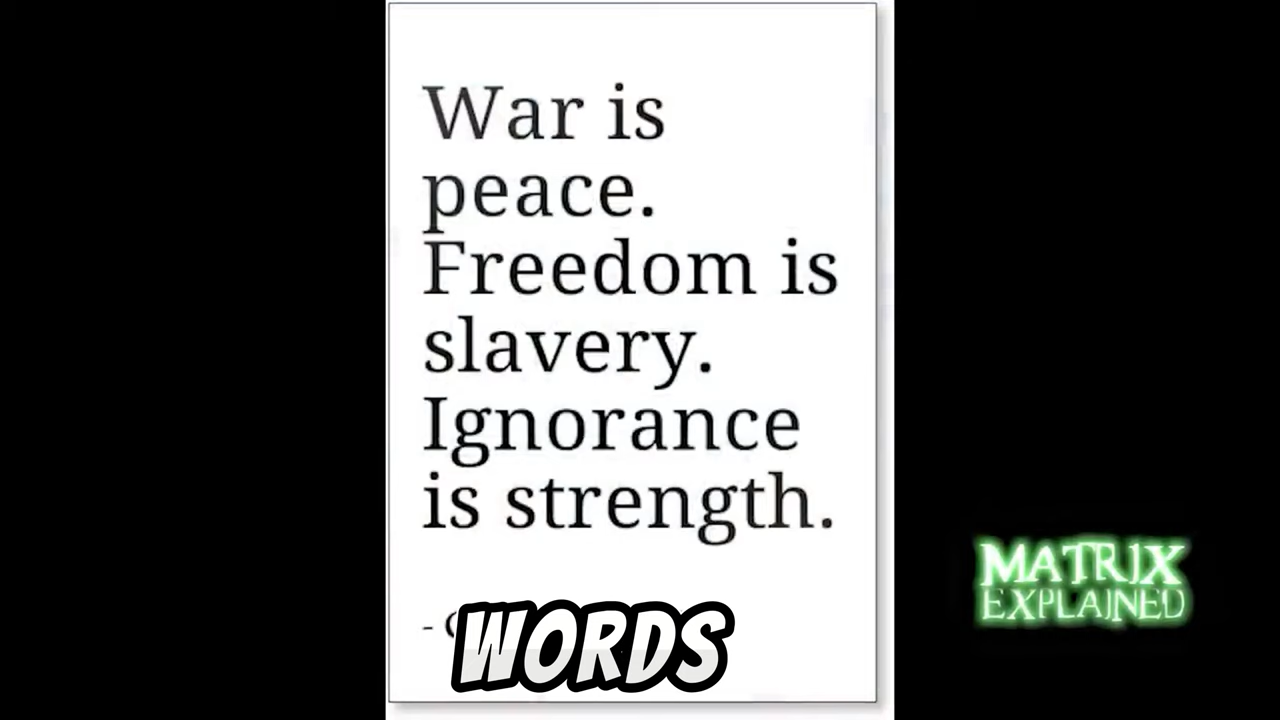 War is
peace.
Freedom is
slavery.
Ignorance
is strength.
-
WORDS
MATRIX
EXPLAINED